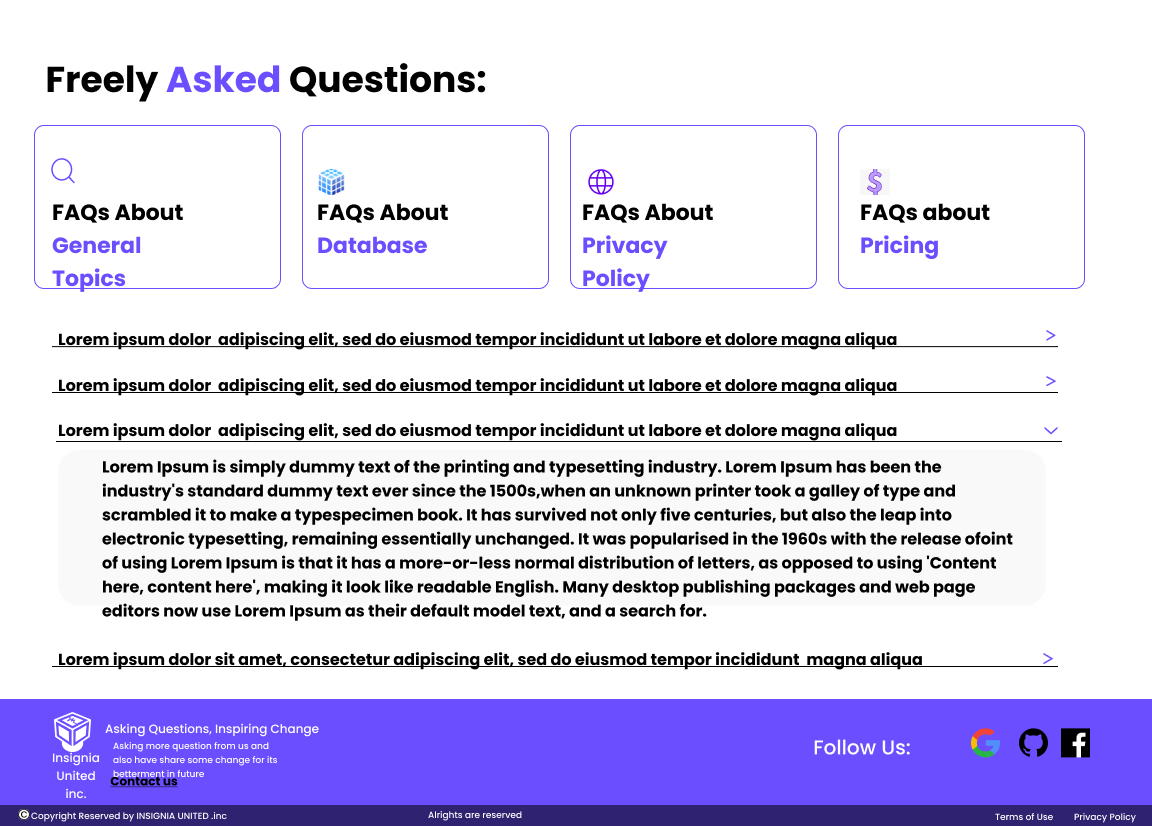 Freely Asked Questions:
FAQs About
General
Topics
FAQs About
Database
FAQs About
Privacy
Policy
FAQs about
Pricing
Lorem ipsum dolor  adipiscing elit, sed do eiusmod tempor incididunt ut labore et dolore magna aliqua
Lorem ipsum dolor  adipiscing elit, sed do eiusmod tempor incididunt ut labore et dolore magna aliqua
Lorem ipsum dolor  adipiscing elit, sed do eiusmod tempor incididunt ut labore et dolore magna aliqua
Lorem Ipsum is simply dummy text of the printing and typesetting industry. Lorem Ipsum has been the
industry's standard dummy text ever since the 1500s,when an unknown printer took a galley of type and
scrambled it to make a typespecimen book. It has survived not only five centuries, but also the leap into
electronic typesetting, remaining essentially unchanged. It was popularised in the 1960s with the release ofoint
of using Lorem Ipsum is that it has a more-or-less normal distribution of letters, as opposed to using 'Content
here, content here', making it look like readable English. Many desktop publishing packages and web page
editors now use Lorem Ipsum as their default model text, and a search for.
Lorem ipsum dolor sit amet, consectetur adipiscing elit, sed do eiusmod tempor incididunt  magna aliqua
Insignia
United
inc.
Asking Questions, Inspiring Change
Asking more question from us and
also have share some change for its
betterment in future
Contact us
Follow Us:
© Copyright Reserved by INSIGNIA UNITED .inc
Alrights are reserved
Terms of Use
Privacy Policy